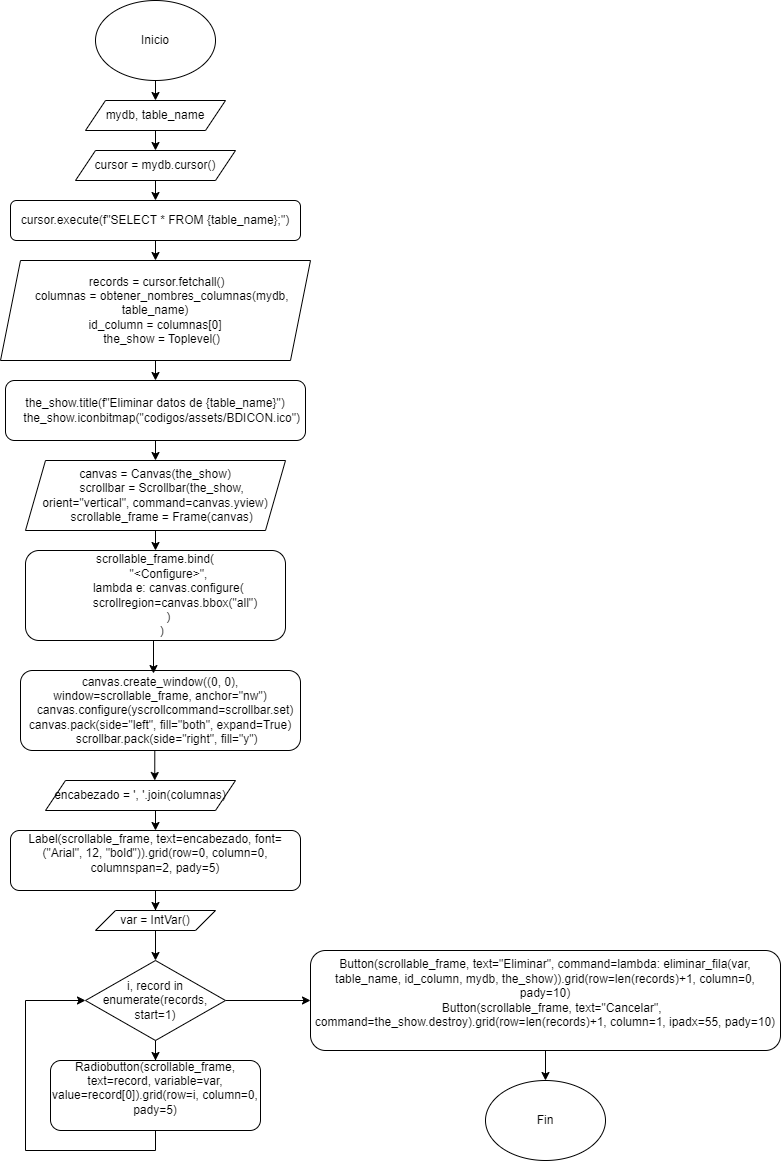 Inicio
mydb, table_name
cursor = mydb.cursor()
cursor.execute(f"SELECT * FROM {table_name};")
records = cursor.fetchall()
columnas = obtener_nombres_columnas(mydb,
table_name)
id_column = columnas[0]
the_show = Toplevel()
the_show.title(f"Eliminar datos de {table_name}")
the_show.iconbitmap("codigos/assets/BDICON.ico")
canvas = Canvas(the_show)
scrollbar = Scrollbar(the_show,
orient="vertical", command=canvas.yview)
scrollable_frame = Frame(canvas)
scrollable_frame.bind(
"<Configure>",
lambda e: canvas.configure(
scrollregion=canvas.bbox("all")
)
)
canvas.create_window((0, 0),
window=scrollable_frame, anchor="nw")
canvas.configure(yscrollcommand=scrollbar.set)
canvas.pack(side="left", fill="both", expand=True)
scrollbar.pack(side="right", fill="y")
encabezado = ', '.join(columnas)
Label(scrollable_frame, text=encabezado, font=
("Arial", 12, "bold")).grid(row=0, column=0,
columnspan=2, pady=5)
var = IntVar()
i, record in
enumerate(records,
start=1)
Radiobutton(scrollable_frame,
text=record, variable=var,
value=record[0]).grid(row=i, column=0,
pady=5)
Button(scrollable_frame, text="Eliminar", command=lambda: eliminar_fila(var,
table_name, id_column, mydb, the_show)).grid(row=len(records)+1, column=0,
pady=10)
Button(scrollable_frame, text="Cancelar",
command=the_show.destroy).grid(row=len(records)+1, column=1, ipadx=55, pady=10)
Fin